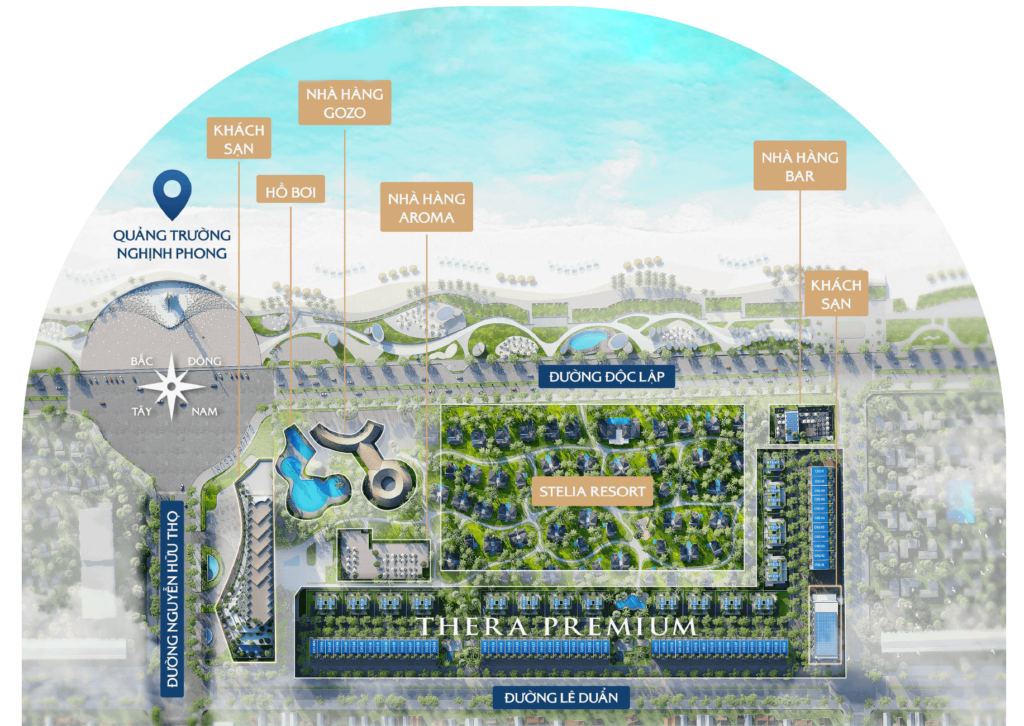 NHÀ HÀNG
GOZO
KHÁCH
SẠN
HỒ BƠI
NHÀ HÀNG
AROMA
NHÀ HÀNG
BAR
QUẢNG TRƯỜNG
NGHỊNH PHONG
KHÁCH
SẠN
BẮC ĐÔNG
TÂY NAM
ĐƯỜNG ĐỘC LẬP
STELIA RESORT
ĐƯỜNG NGUYỄN HỮU THỌ
THERA PREMIUM
ĐƯỜNG LÊ DUẨN